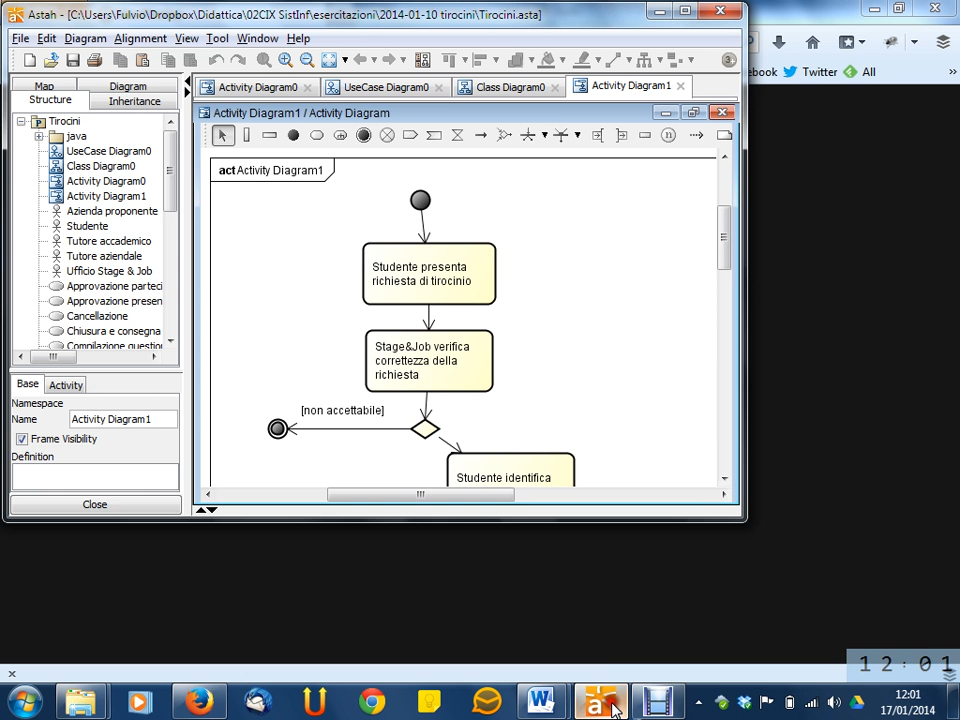 Astah - [C:\Users\Fulvio\Dropbox\Didattica\02CIX SistInf\esercitazioni\2014-01-10 tirocini\Tirocini.asta]
File Edit Diagram Alignment View Tool Window Help
ebook Twitter All »
Map Diagram
Structure Inheritance
Activity Diagram0 UseCase Diagram0 Class Diagram0 Activity Diagram1
Activity Diagram1 / Activity Diagram
Tirocini
java
UseCase Diagram0
Class Diagram0
Activity Diagram0
Activity Diagram1
Azienda proponente
Studente
Tutore accademico
Tutore aziendale
Ufficio Stage & Job
Approvazione parteci
Approvazione presen
Cancellazione
Chiusura e consegna
Compilazione question
act Activity Diagram1
Studente presenta
richiesta di tirocinio
Stage&Job verifica
correttezza della
richiesta
[non accettabile]
Studente identifica
Base Activity
Namespace
Name Activity Diagram1
Frame Visibility
Definition
Close
12:01
12:01
17/01/2014